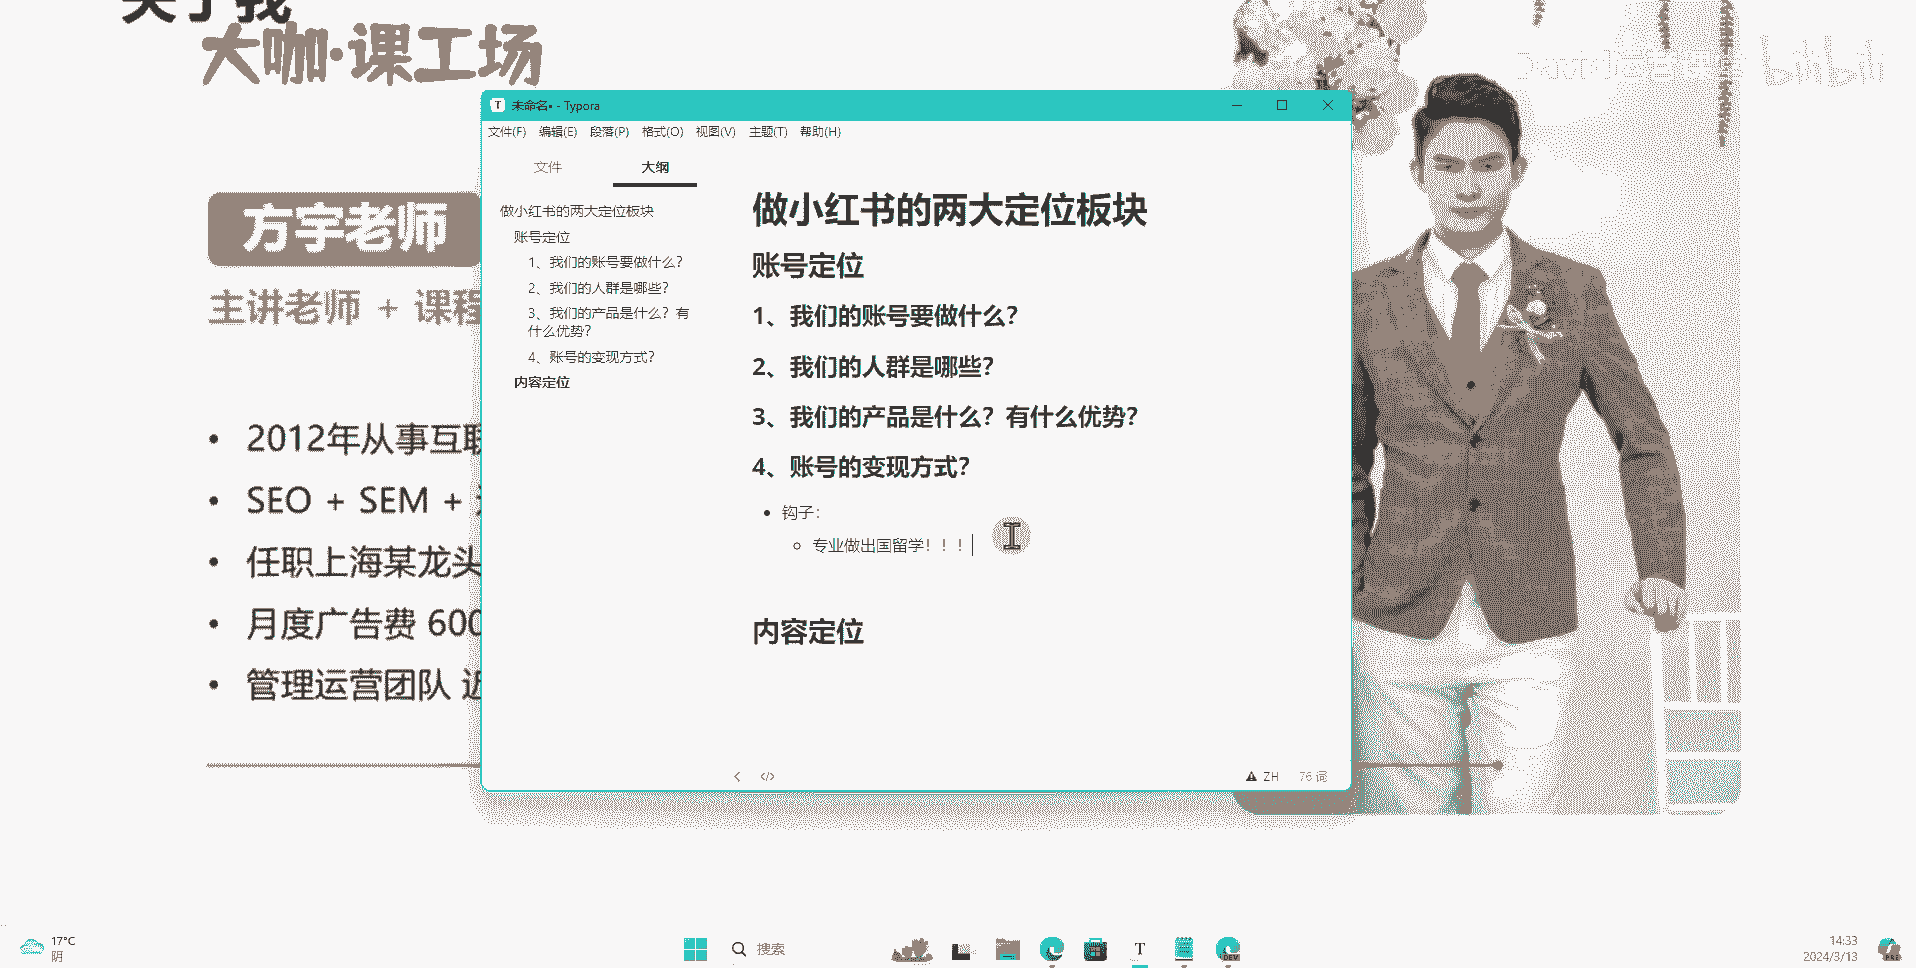 关于我
大咖·课工场
bilibili
方宇老师
主讲老师 + 课程
• 2012年从事互联
• SEO + SEM +
• 任职上海某龙头
• 月度广告费 600
• 管理运营团队 近
未命名• - Typora
文件(F) 编辑(E) 段落(P) 格式(O) 视图(V) 主题(T) 帮助(H)
文件 大纲
做小红书的两大定位板块
账号定位
1、我们的账号要做什么？
2、我们的人群是哪些？
3、我们的产品是什么？有
什么优势？
4、账号的变现方式？
内容定位
做小红书的两大定位板块
账号定位
1、我们的账号要做什么？
2、我们的人群是哪些？
3、我们的产品是什么？有什么优势？
4、账号的变现方式？
• 钩子：
◦ 专业做出国留学！！！
内容定位
ZH 76 词
17°C
阴
搜索
T
DEV
14:33
2024/3/13
PRE